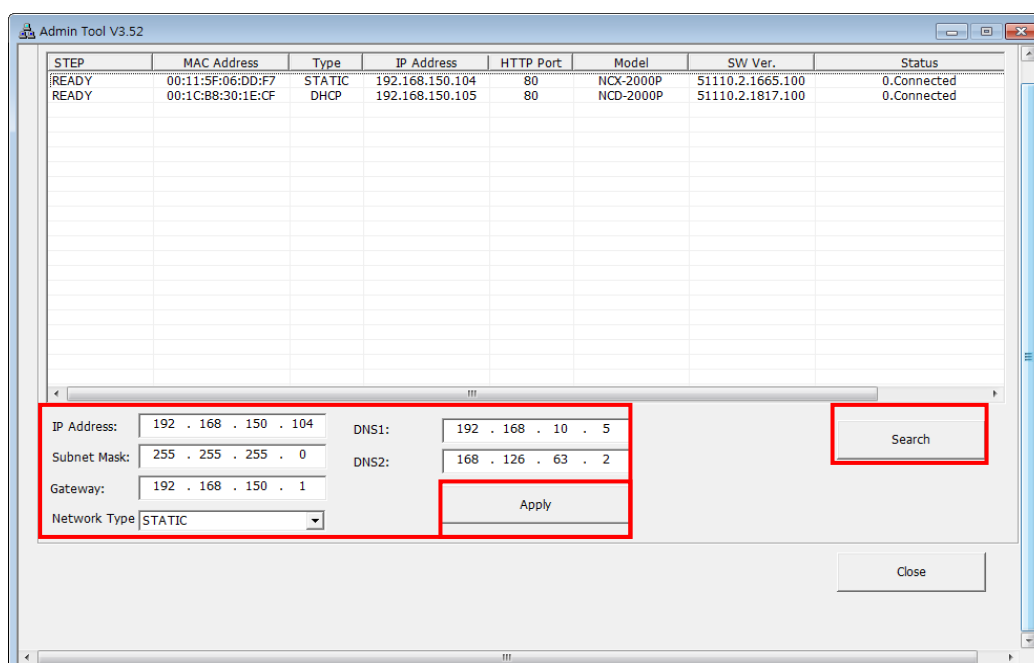 Admin Tool V3.52
STEP MAC Address Type IP Address HTTP Port Model SW Ver. Status
READY 00:11:5F:06:DD:F7 STATIC 192.168.150.104 80 NCX-2000P 51110.2.1665.100 0.Connected
READY 00:1C:B8:30:1E:CF DHCP 192.168.150.105 80 NCD-2000P 51110.2.1817.100 0.Connected
IP Address: 192 . 168 . 150 . 104 DNS1: 192 . 168 . 10 . 5
Search
Subnet Mask: 255 . 255 . 255 . 0 DNS2: 168 . 126 . 63 . 2
Gateway: 192 . 168 . 150 . 1
Apply
Network Type STATIC
Close